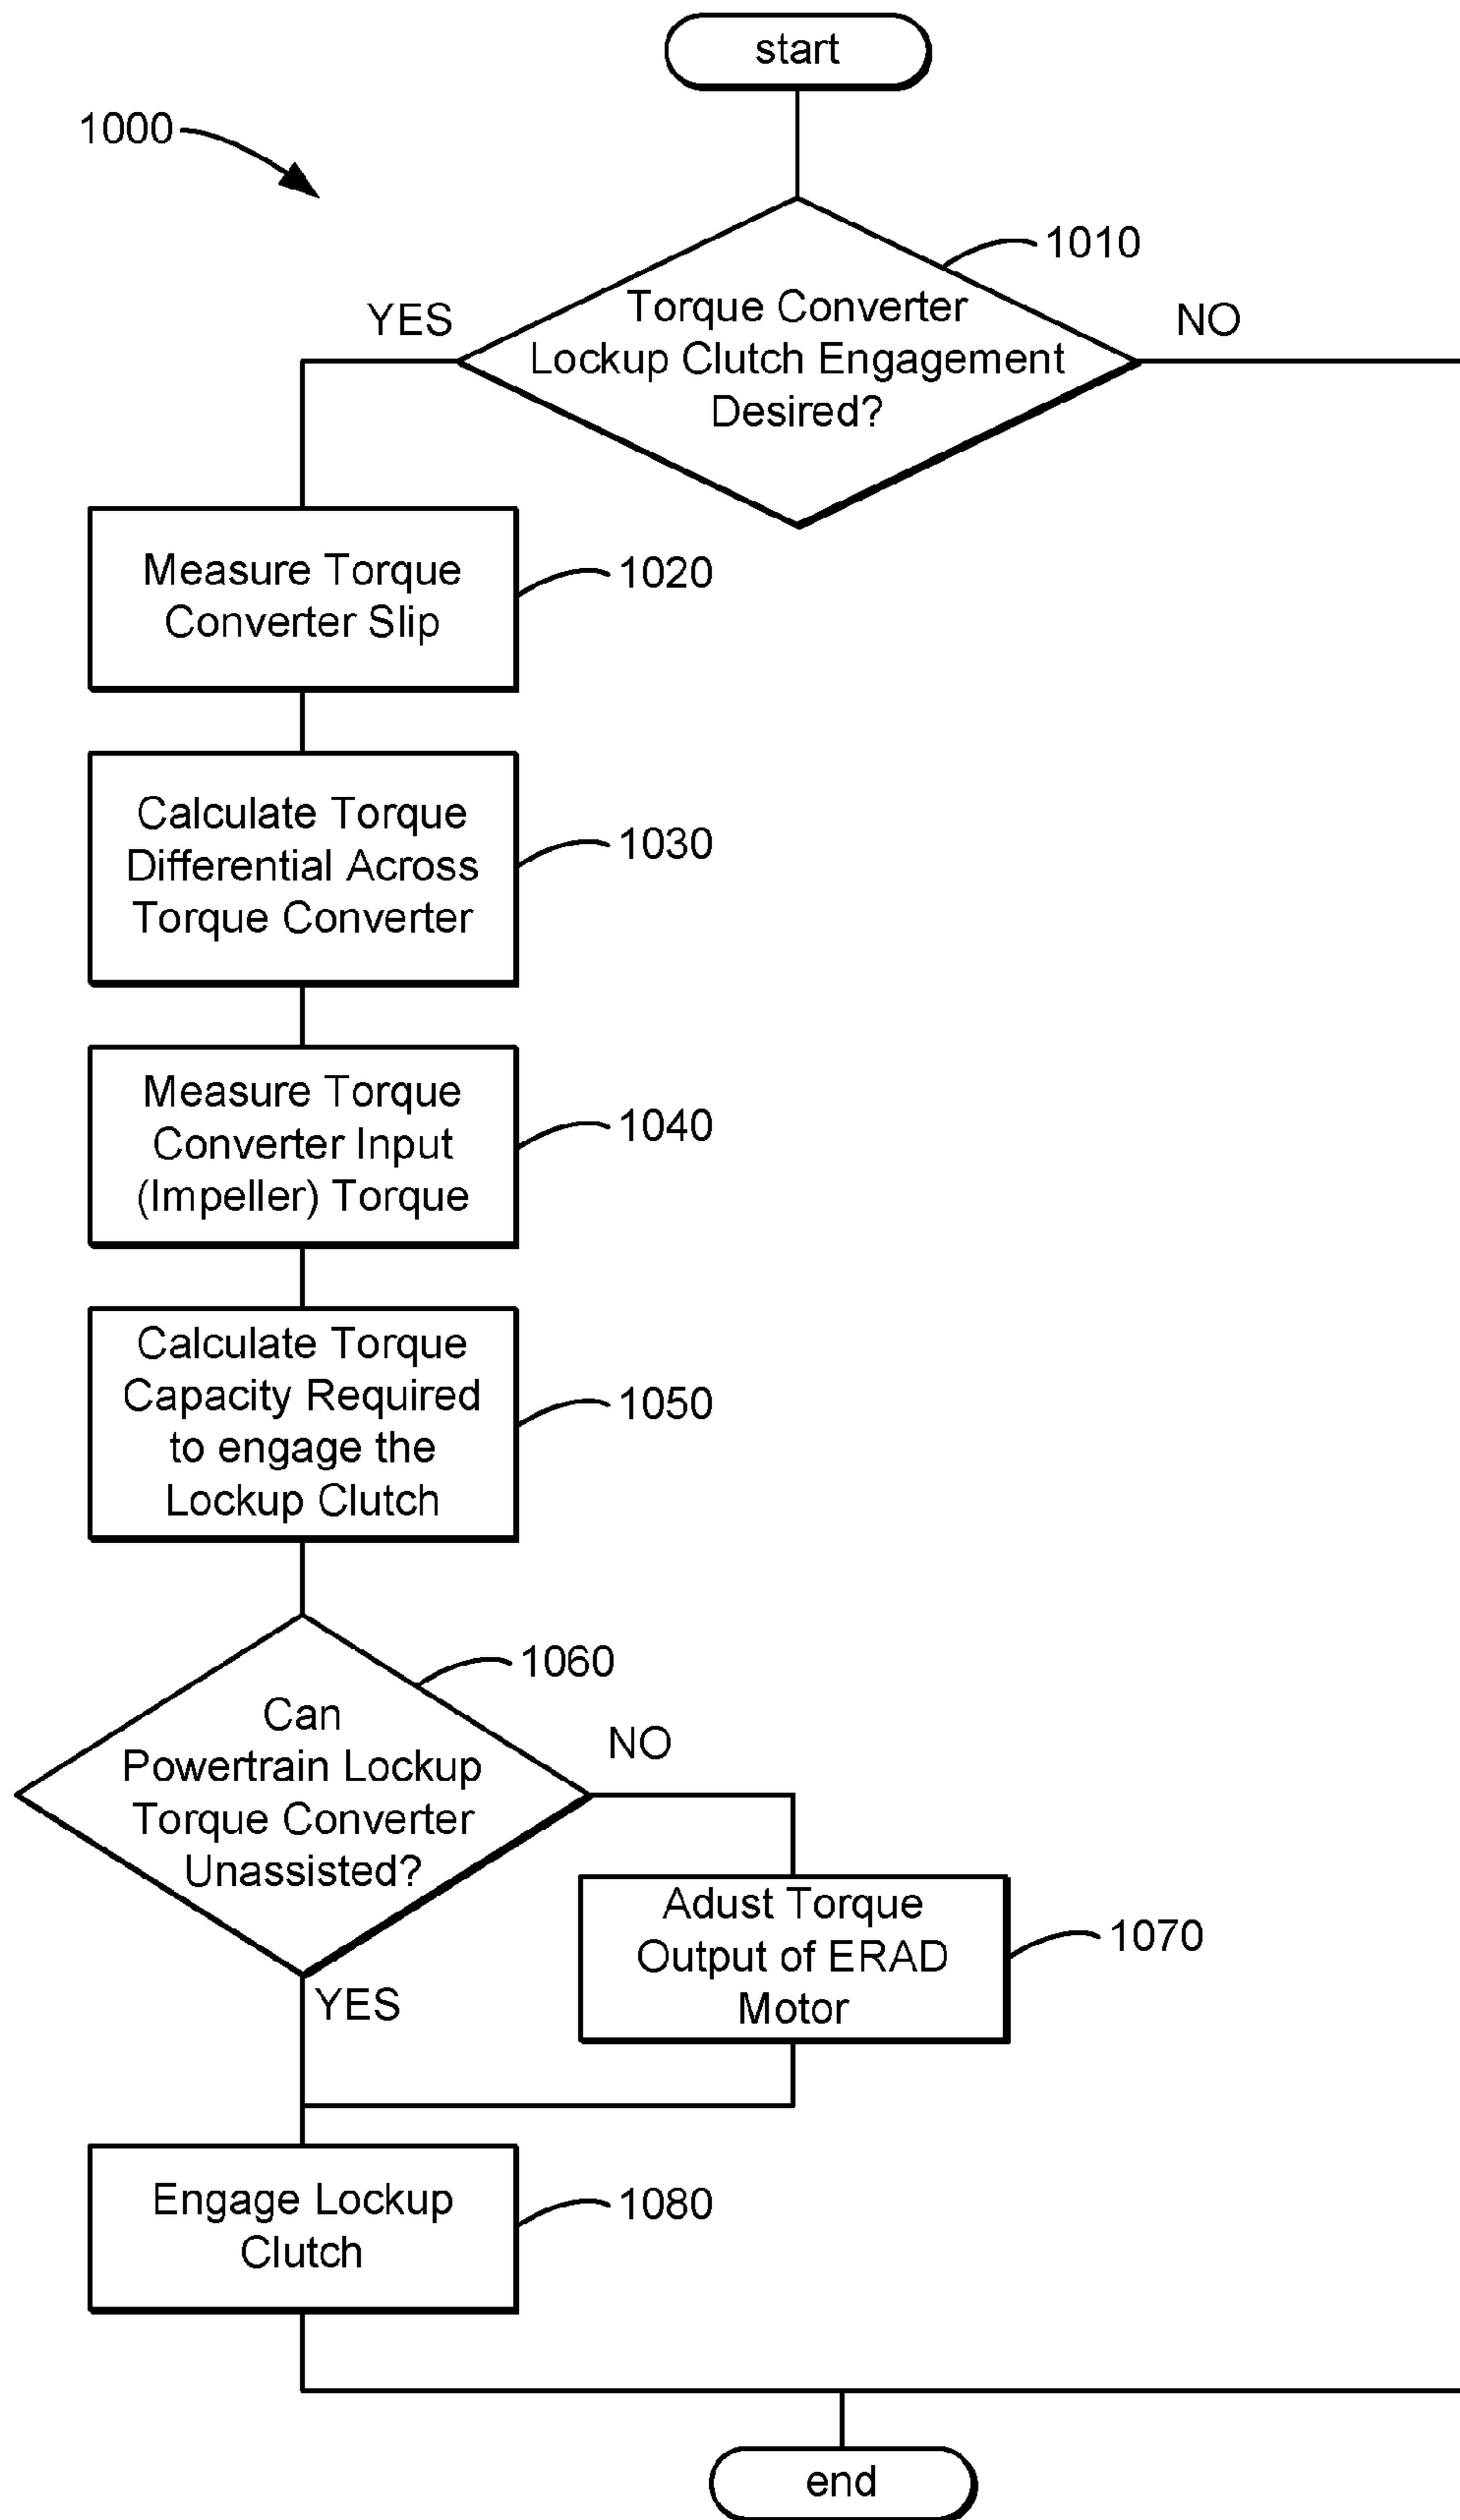 start
1000
1010
YES
NO
Torque Converter
Lockup Clutch Engagement
Desired?
Measure Torque
Converter Slip
1020
Calculate Torque
Differential Across
Torque Converter
1030
Measure Torque
Converter Input
(Impeller) Torque
1040
Calculate Torque
Capacity Required
to engage the
Lockup Clutch
1050
1060
Can
Powertrain Lockup
Torque Converter
Unassisted?
NO
Adust Torque
Output of ERAD
Motor
1070
YES
Engage Lockup
Clutch
1080
end